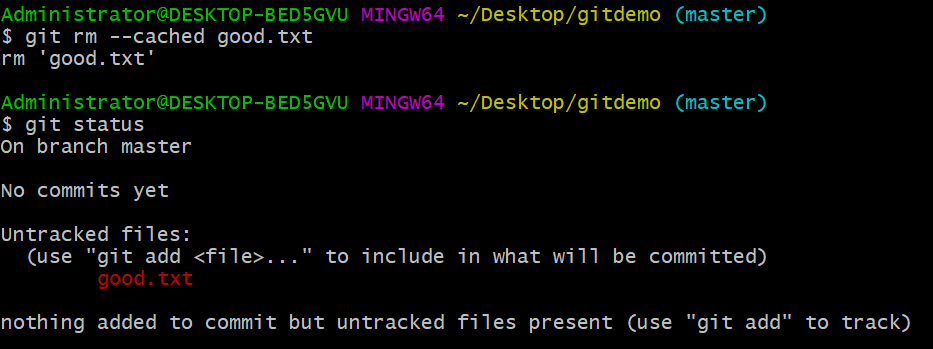 Administrator@DESKTOP-BED5GVU MINGW64 ~/Desktop/gitdemo (master)
$ git rm --cached good.txt
rm 'good.txt'
Administrator@DESKTOP-BED5GVU MINGW64 ~/Desktop/gitdemo (master)
$ git status
On branch master
No commits yet
Untracked files:
  (use "git add <file>..." to include in what will be committed)
        good.txt
nothing added to commit but untracked files present (use "git add" to track)